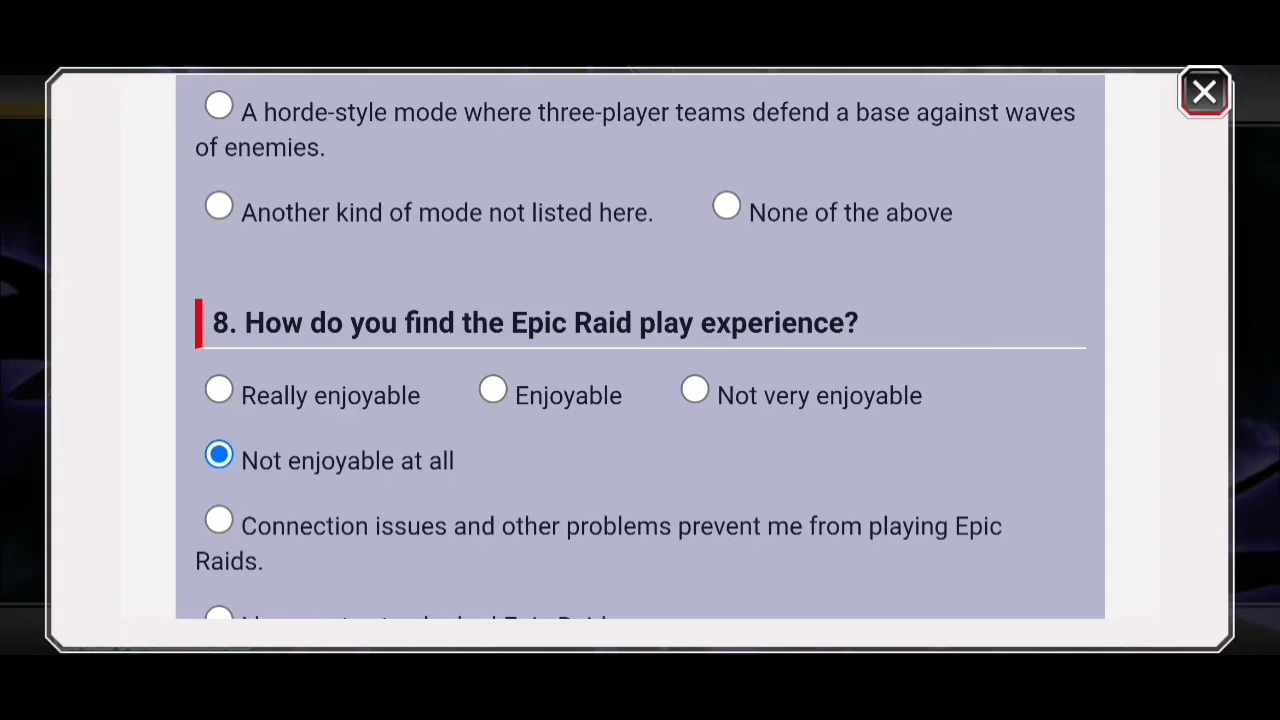 A horde-style mode where three-player teams defend a base against waves
of enemies.
Another kind of mode not listed here. None of the above
8. How do you find the Epic Raid play experience?
Really enjoyable Enjoyable Not very enjoyable
Not enjoyable at all
Connection issues and other problems prevent me from playing Epic
Raids.